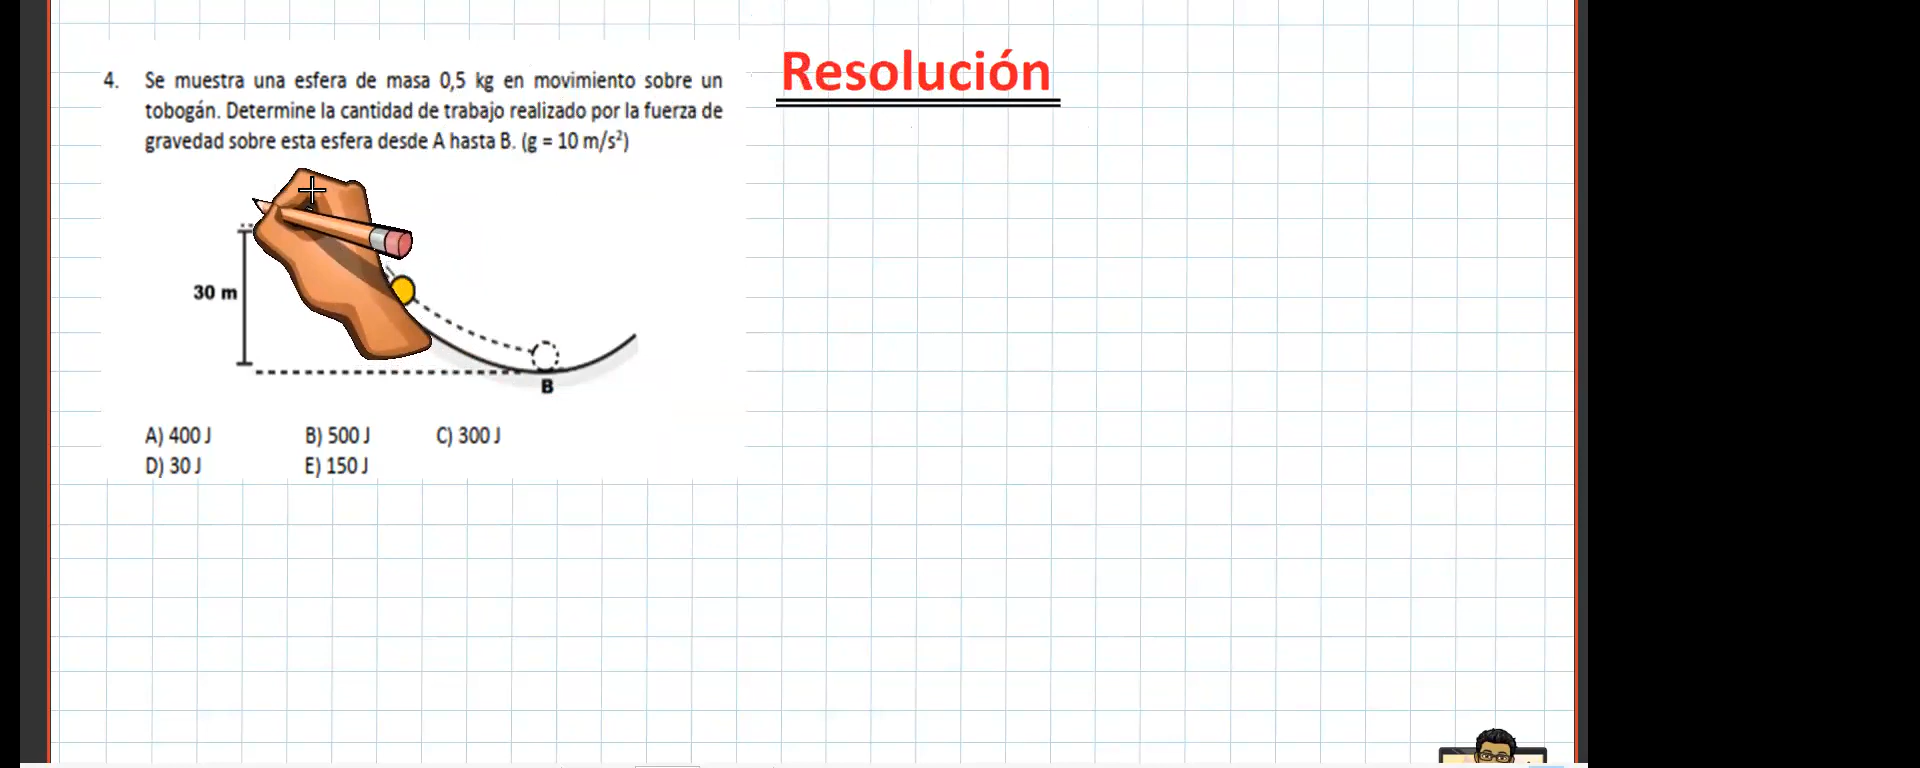 Resolución
4. Se muestra una esfera de masa 0,5 kg en movimiento sobre un
tobogán. Determine la cantidad de trabajo realizado por la fuerza de
gravedad sobre esta esfera desde A hasta B. (g = 10 m/s²)
30 m
B
A) 400 J B) 500 J C) 300 J
D) 30 J E) 150 J